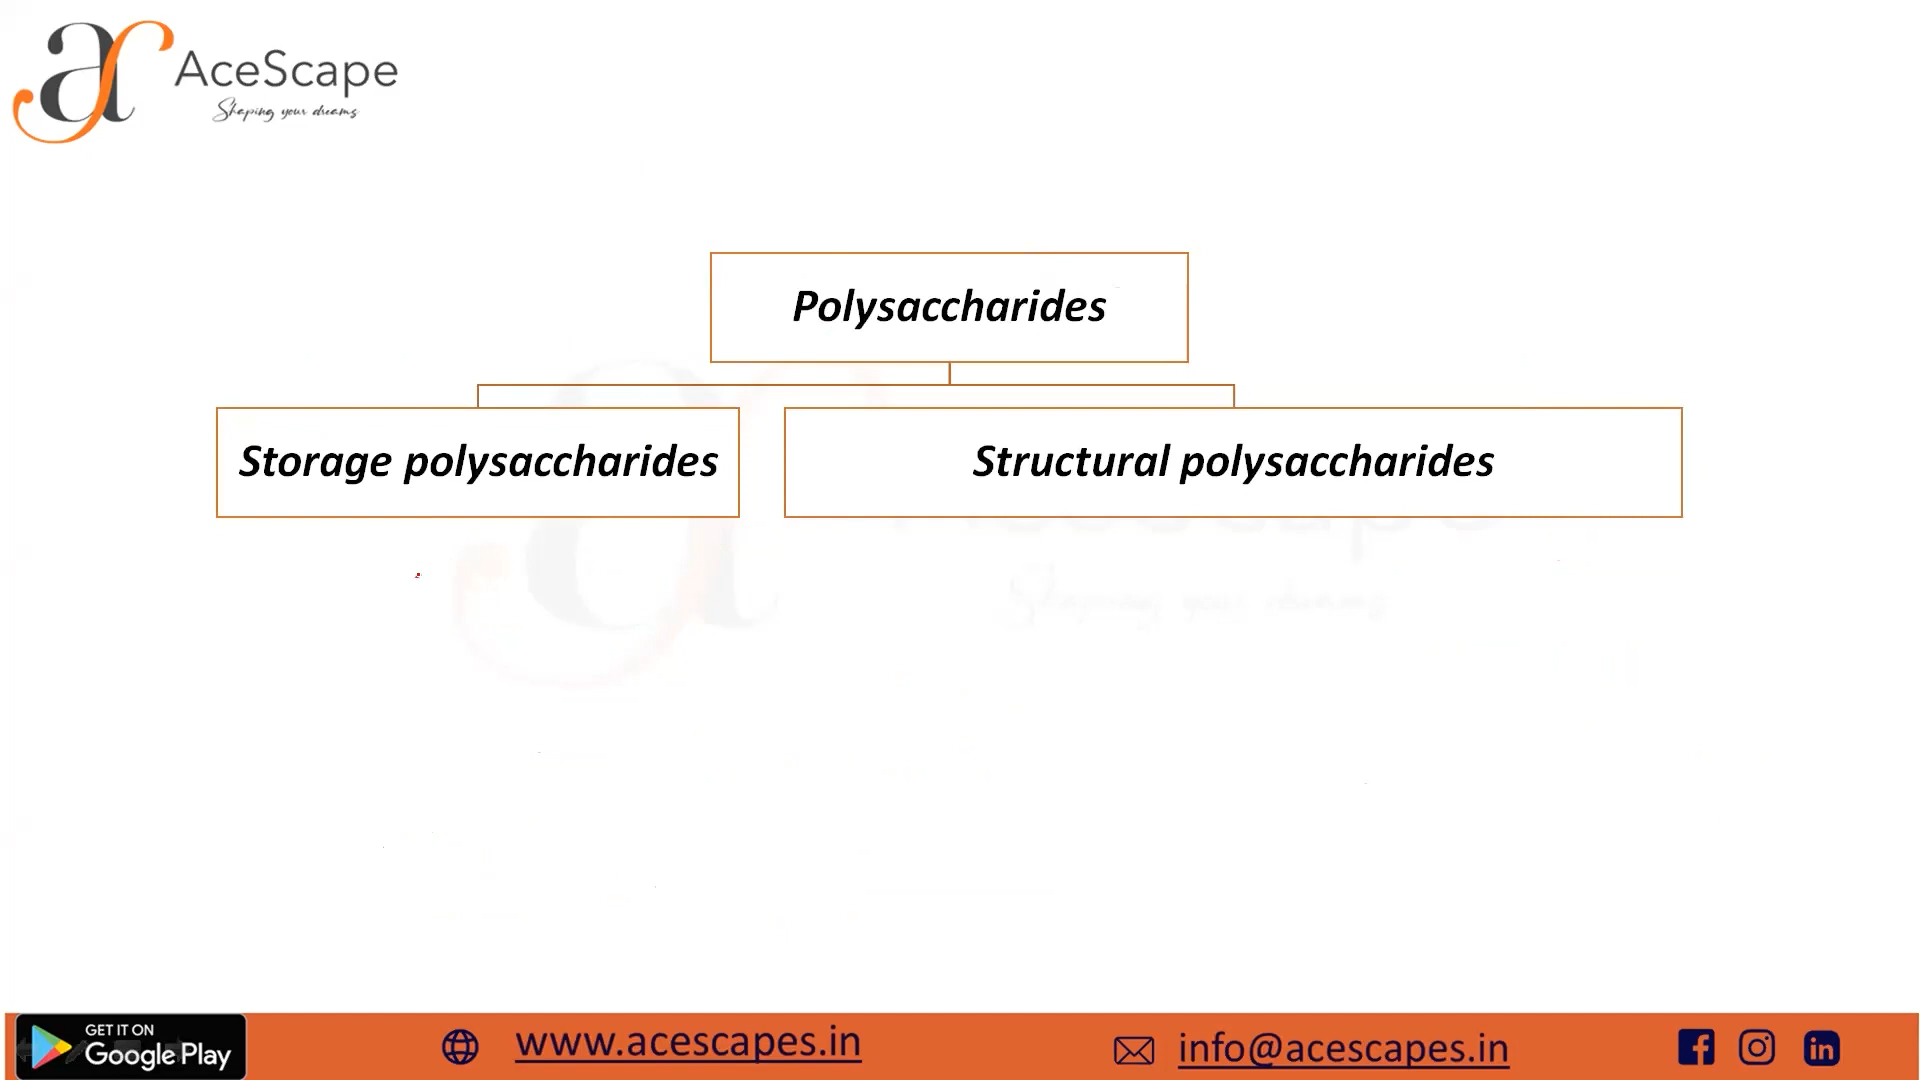 AceScape
Shaping your dreams
Polysaccharides
Storage polysaccharides
Structural polysaccharides
GET IT ON
Google Play
www.acescapes.in
info@acescapes.in